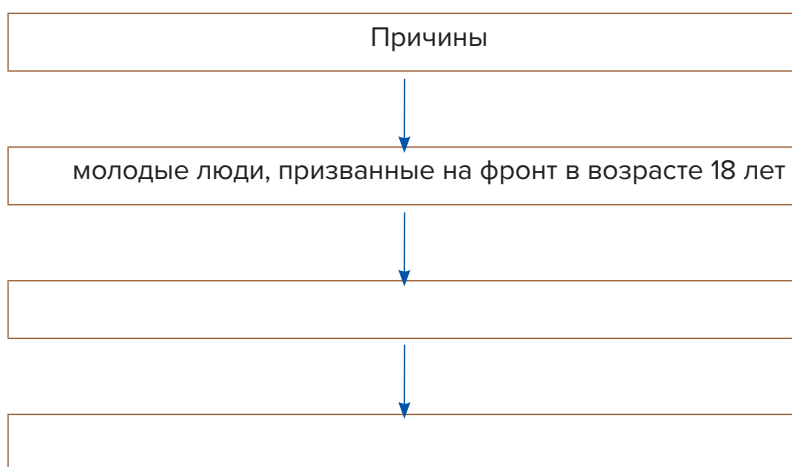 Причины
молодые люди, призванные на фронт в возрасте 18 лет